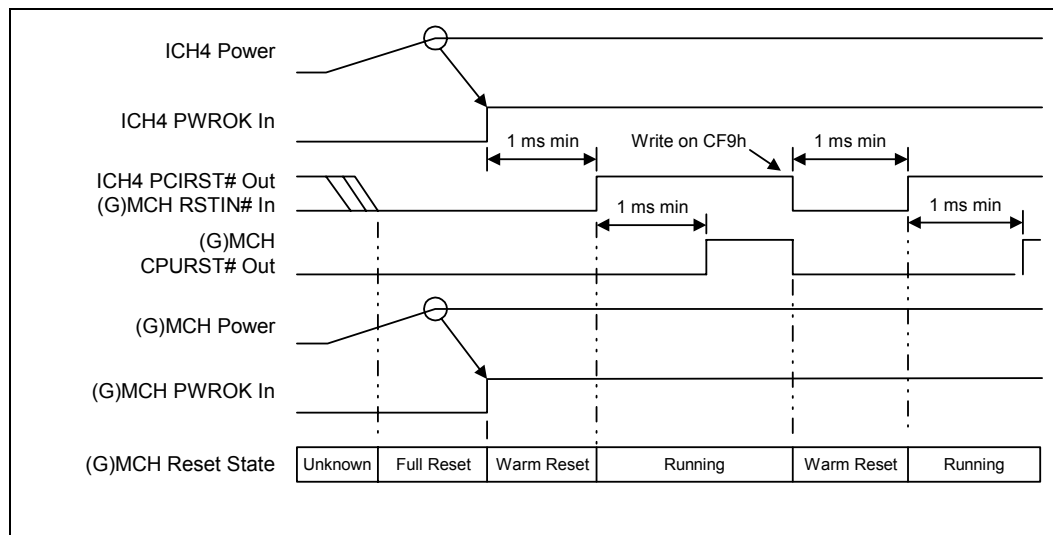 ICH4 Power
ICH4 PWROK In
1 ms min
Write on CF9h
1 ms min
ICH4 PCIRST# Out
(G)MCH RSTIN# In
1 ms min
1 ms min
(G)MCH
CPURST# Out
(G)MCH Power
(G)MCH PWROK In
(G)MCH Reset State
Unknown
Full Reset
Warm Reset
Running
Warm Reset
Running